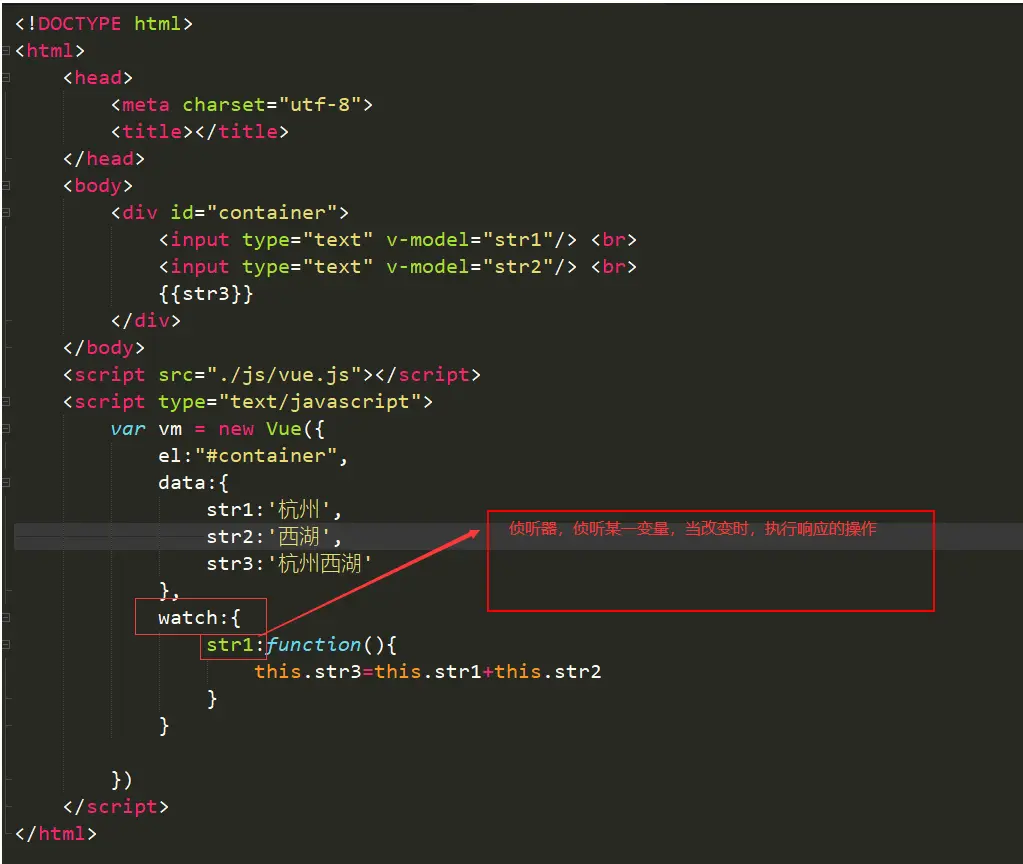 <!DOCTYPE html>
<html>
    <head>
        <meta charset="utf-8">
        <title></title>
    </head>
    <body>
        <div id="container">
            <input type="text" v-model="str1"/> <br>
            <input type="text" v-model="str2"/> <br>
            {{str3}}
        </div>
    </body>
    <script src="./js/vue.js"></script>
    <script type="text/javascript">
        var vm = new Vue({
            el:"#container",
            data:{
                str1:'杭州',
                str2:'西湖',
                str3:'杭州西湖'
            },
            watch:{
                str1:function(){
                    this.str3=this.str1+this.str2
                }
            }
        })
    </script>
</html>
侦听器，侦听某一变量，当改变时，执行响应的操作